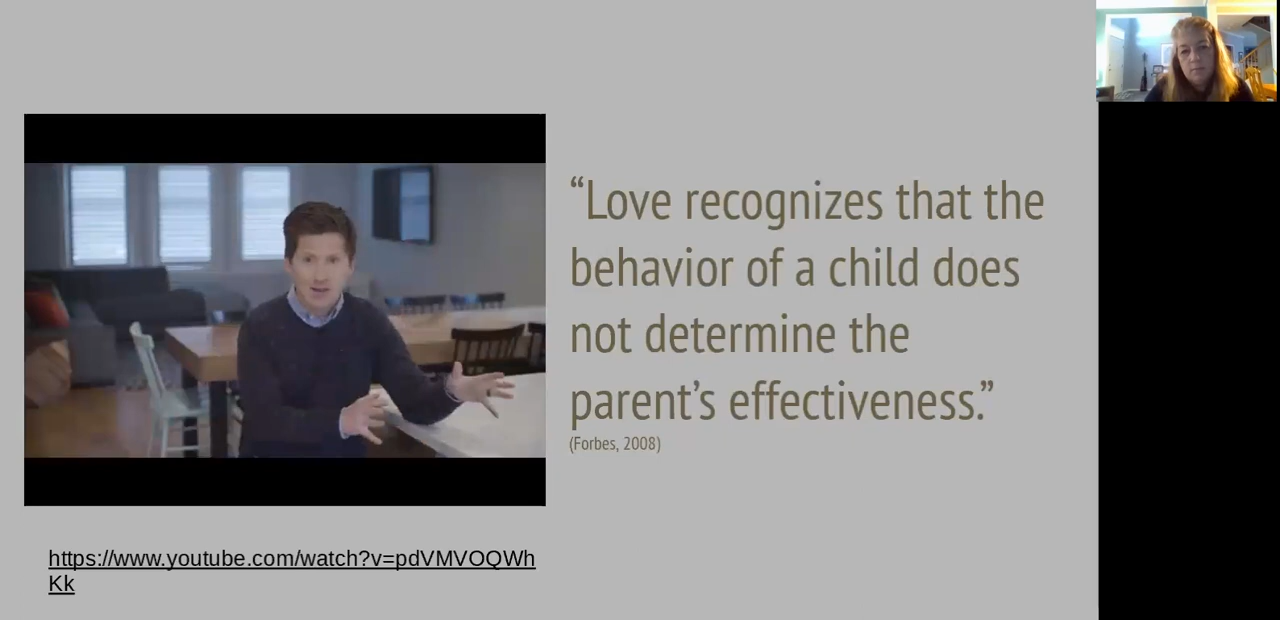 “Love recognizes that the
behavior of a child does
not determine the
parent’s effectiveness.”
(Forbes, 2008)
https://www.youtube.com/watch?v=pdVMVOQWh
Kk